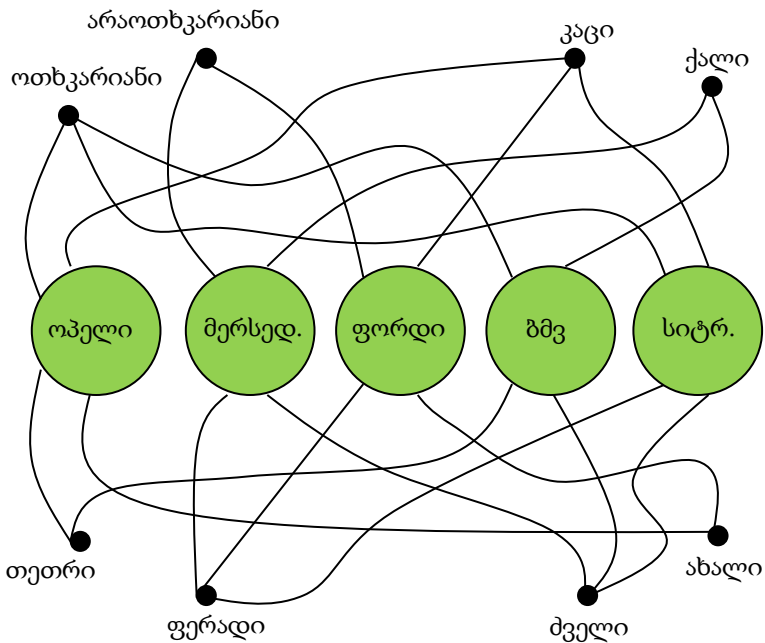 არაოთხკარიანი
კაცი
ქალი
ოთხკარიანი
ოპელი
მერსედ.
ფორდი
ბმვ
სიტრ.
თეთრი
ახალი
ფერადი
ძველი